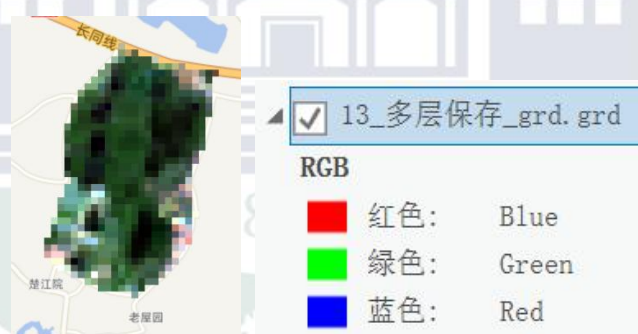 长同线
楚江院
老屋园
13_多层保存_grd.grd
RGB
红色: Blue
绿色: Green
蓝色: Red